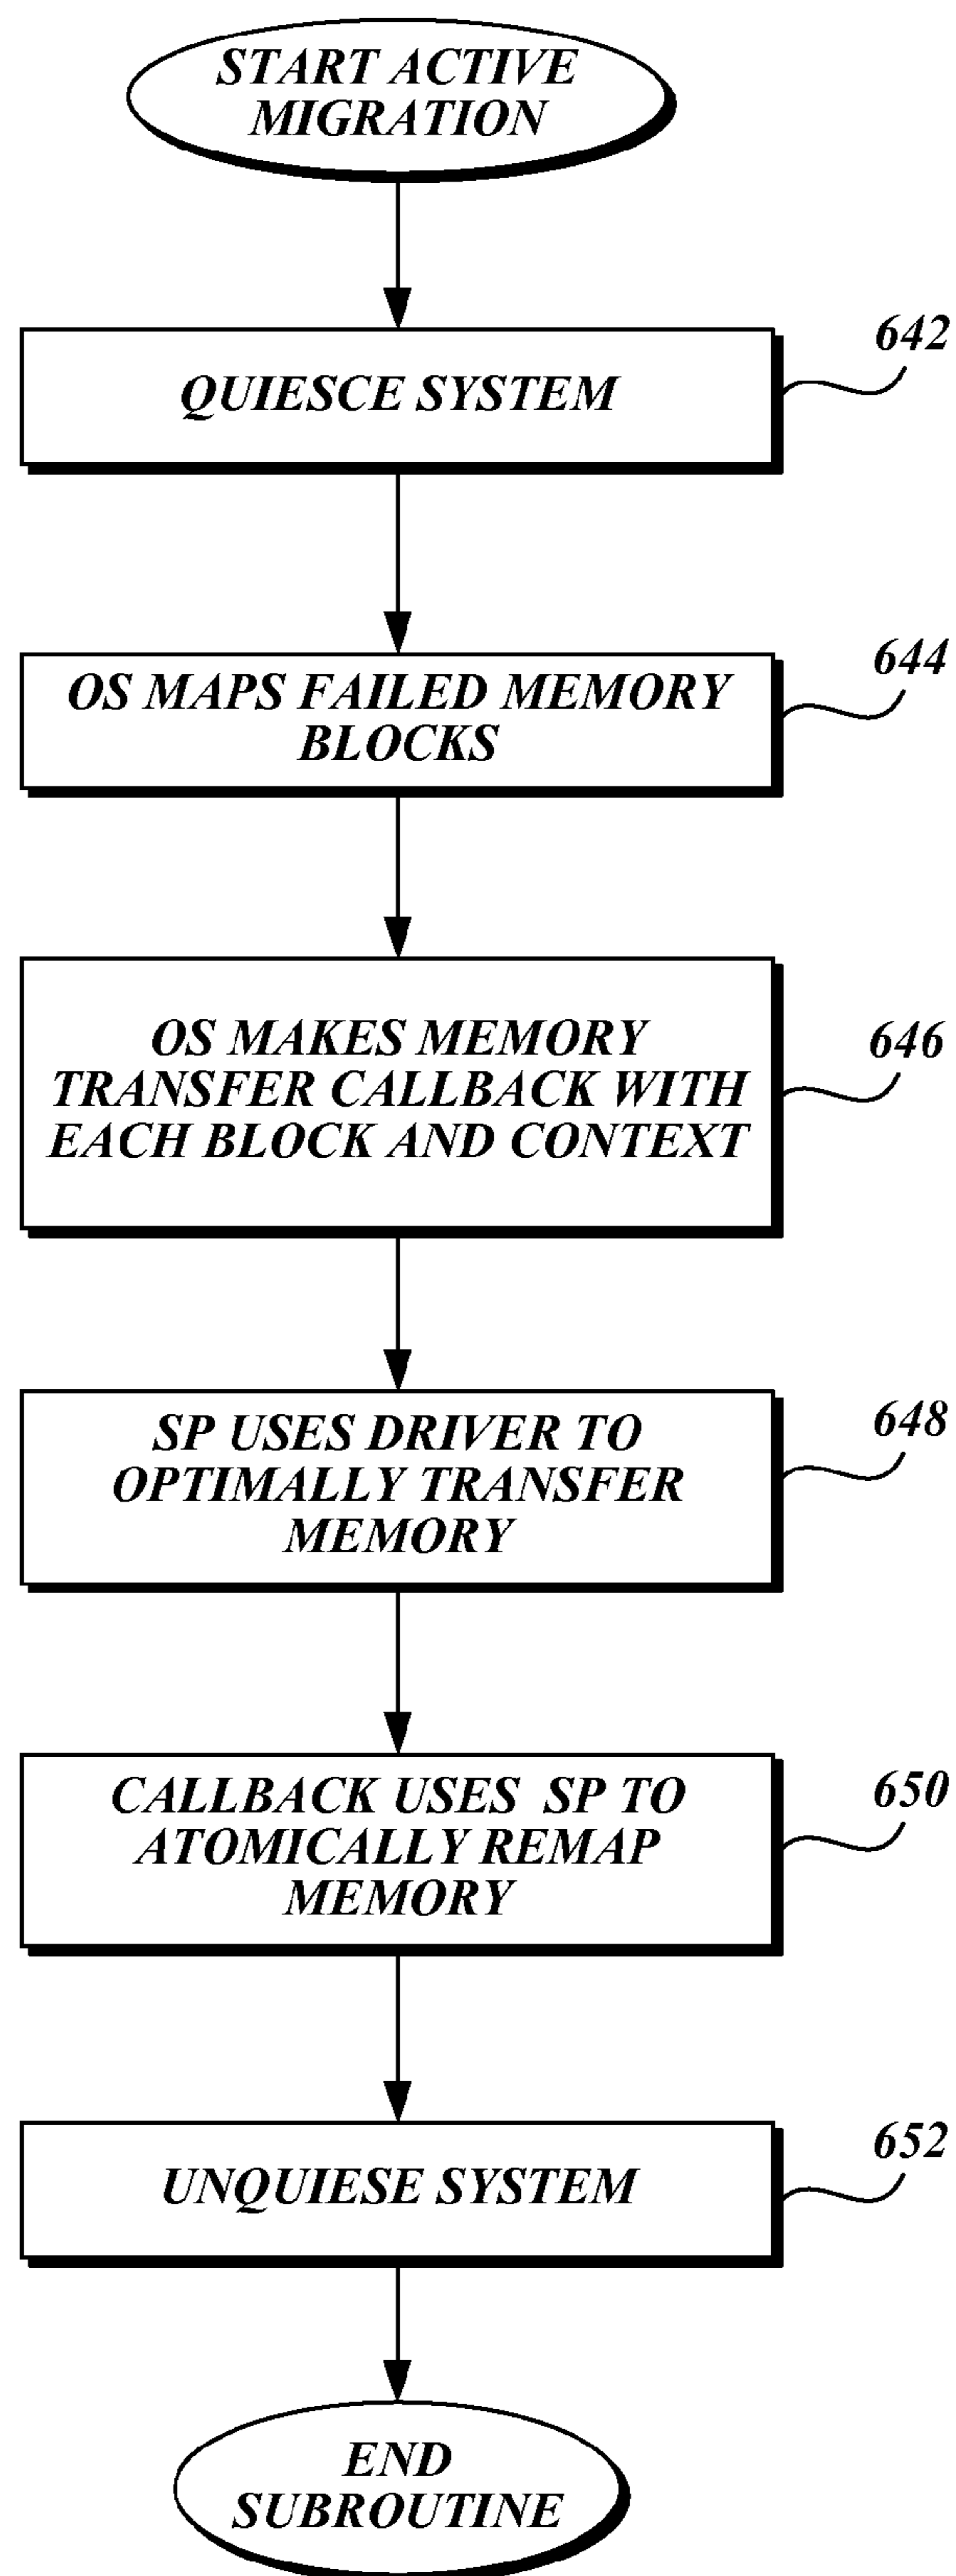 START ACTIVE
MIGRATION
642
QUIESCE SYSTEM
644
OS MAPS FAILED MEMORY
BLOCKS
646
OS MAKES MEMORY
TRANSFER CALLBACK WITH
EACH BLOCK AND CONTEXT
648
SP USES DRIVER TO
OPTIMALLY TRANSFER
MEMORY
650
CALLBACK USES SP TO
ATOMICALLY REMAP
MEMORY
652
UNQUIESE SYSTEM
END
SUBROUTINE